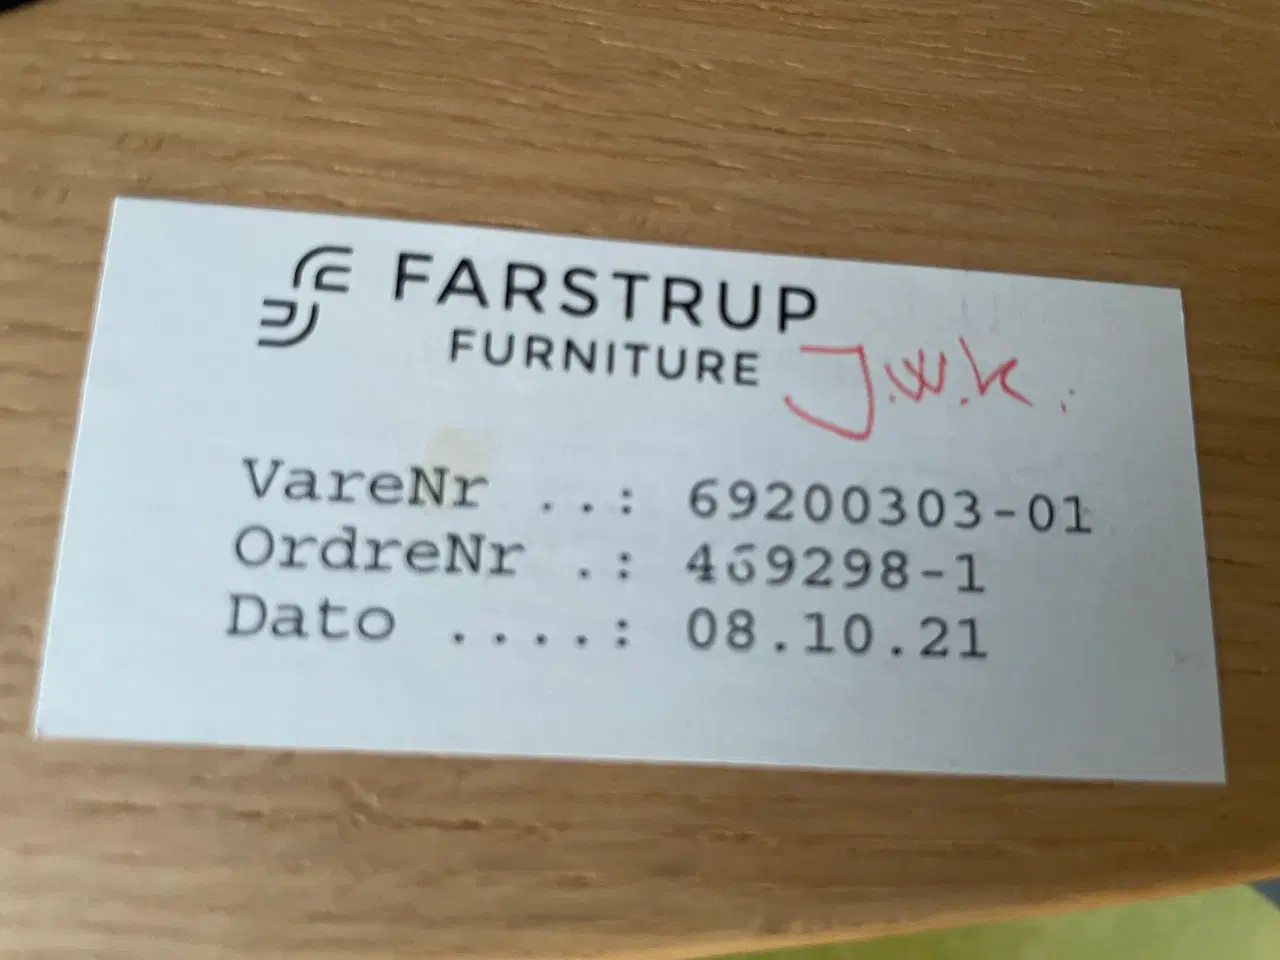 FARSTRUP
FURNITURE
J.W.K.
VareNr ..: 69200303-01
OrdreNr .: 469298-1
Dato ....: 08.10.21